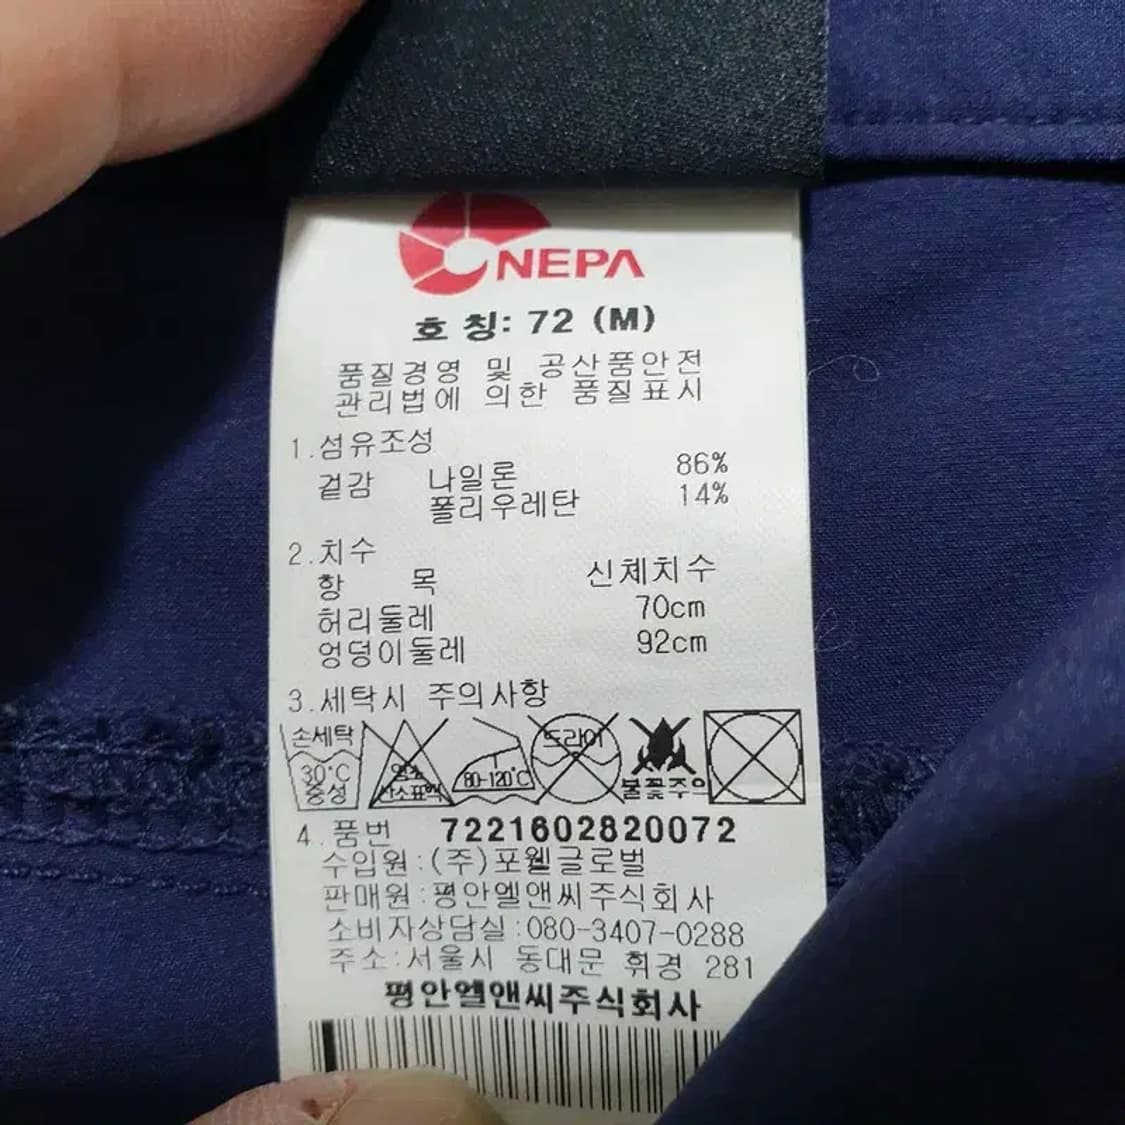 NEPA
호 칭: 72 (M)
품질경영 및 공산품안전
관리법에 의한 품질표시
1.섬유조성
겉감 나일론 86%
폴리우레탄 14%
2.치수
항 목 신체치수
허리둘레 70cm
엉덩이둘레 92cm
3.세탁시 주의사항
손세탁 30°C 중성
염소 산소표백
80-120°C
드라이
불꽃주의
4.품번 7221602820072
수입원:(주)포웰글로벌
판매원:평안엘앤씨주식회사
소비자상담실:080-3407-0288
주소:서울시 동대문 휘경 281
평안엘앤씨주식회사